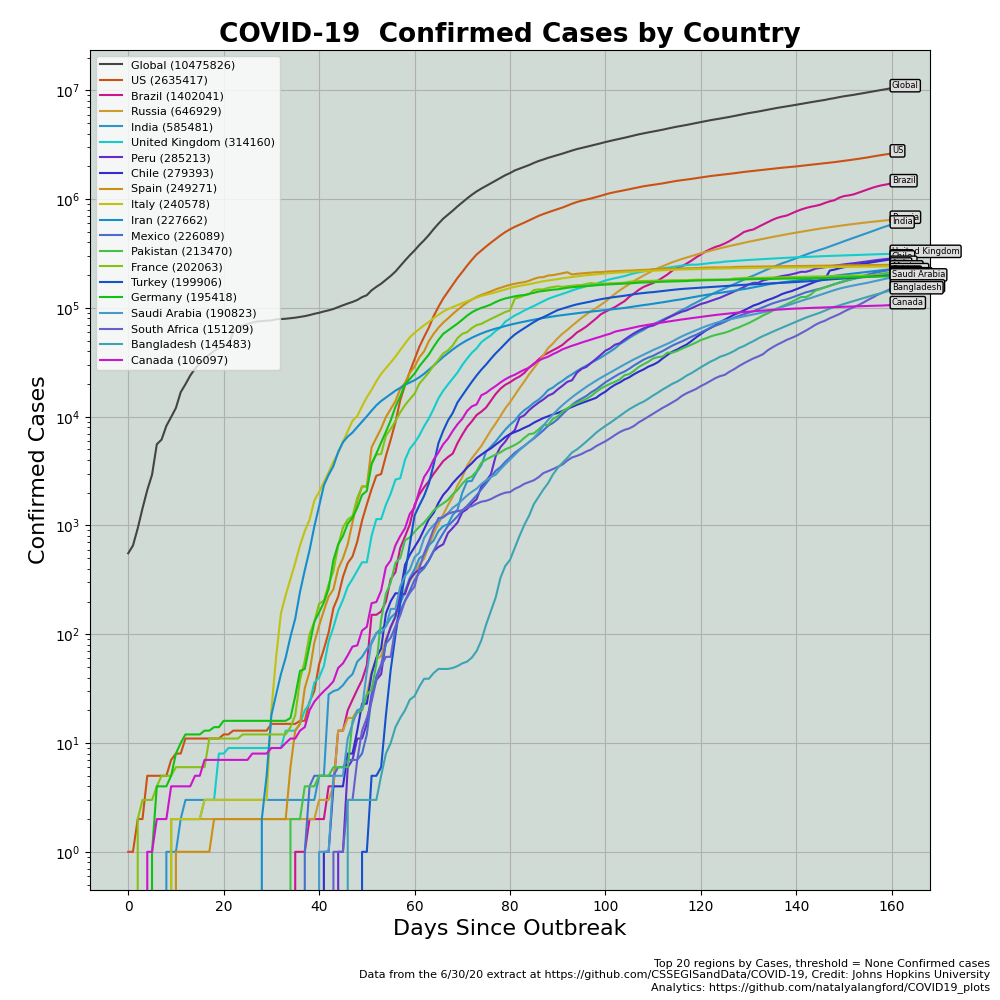 COVID-19  Confirmed Cases by Country
Global (10475826)
US (2635417)
Brazil (1402041)
Russia (646929)
India (585481)
United Kingdom (314160)
Peru (285213)
Chile (279393)
Spain (249271)
Italy (240578)
Iran (227662)
Mexico (226089)
Pakistan (213470)
France (202063)
Turkey (199906)
Germany (195418)
Saudi Arabia (190823)
South Africa (151209)
Bangladesh (145483)
Canada (106097)
10⁷
10⁶
10⁵
10⁴
10³
10²
10¹
10⁰
Confirmed Cases
Global
US
Brazil
India
United Kingdom
Saudi Arabia
Bangladesh
Canada
0 20 40 60 80 100 120 140 160
Days Since Outbreak
Top 20 regions by Cases, threshold = None Confirmed cases
Data from the 6/30/20 extract at https://github.com/CSSEGISandData/COVID-19, Credit: Johns Hopkins University
Analytics: https://github.com/natalyalangford/COVID19_plots